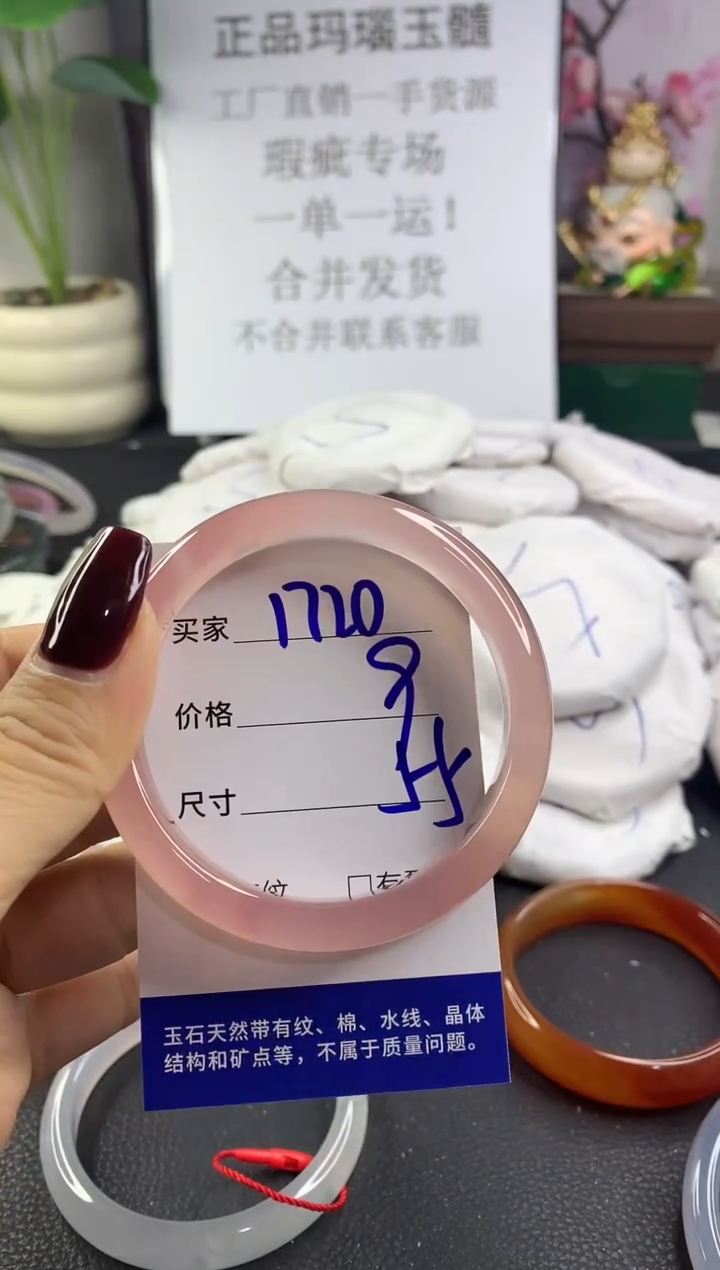 正品玛瑙玉髓
工厂直销一手货源
瑕疵专场
一单一运！
合并发货
不合并联系客服
买家 1720
价格
尺寸
纹 □有
玉石天然带有纹、棉、水线、晶体
结构和矿点等，不属于质量问题。